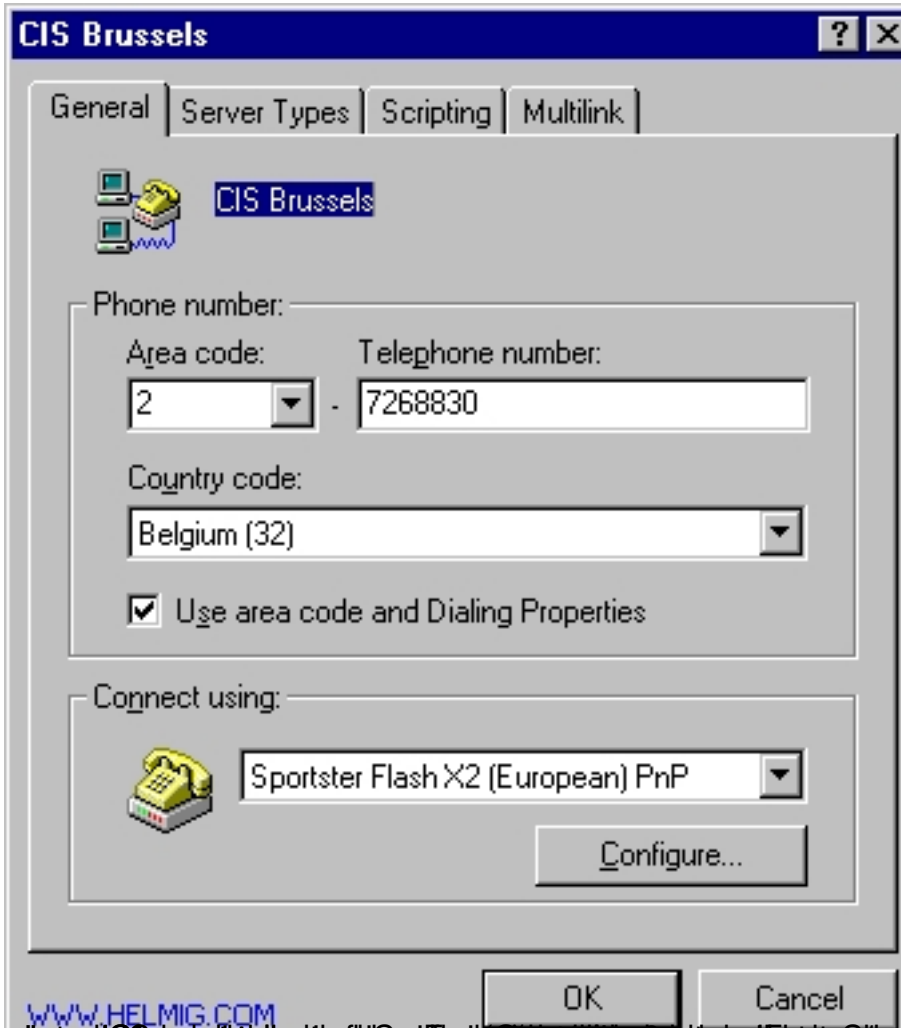 CIS Brussels
General Server Types Scripting Multilink
CIS Brussels
Phone number:
Area code: Telephone number:
2 - 7268830
Country code:
Belgium (32)
Use area code and Dialing Properties
Connect using:
Sportster Flash X2 (European) PnP
Configure...
OK Cancel
WWW.HELMIG.COM